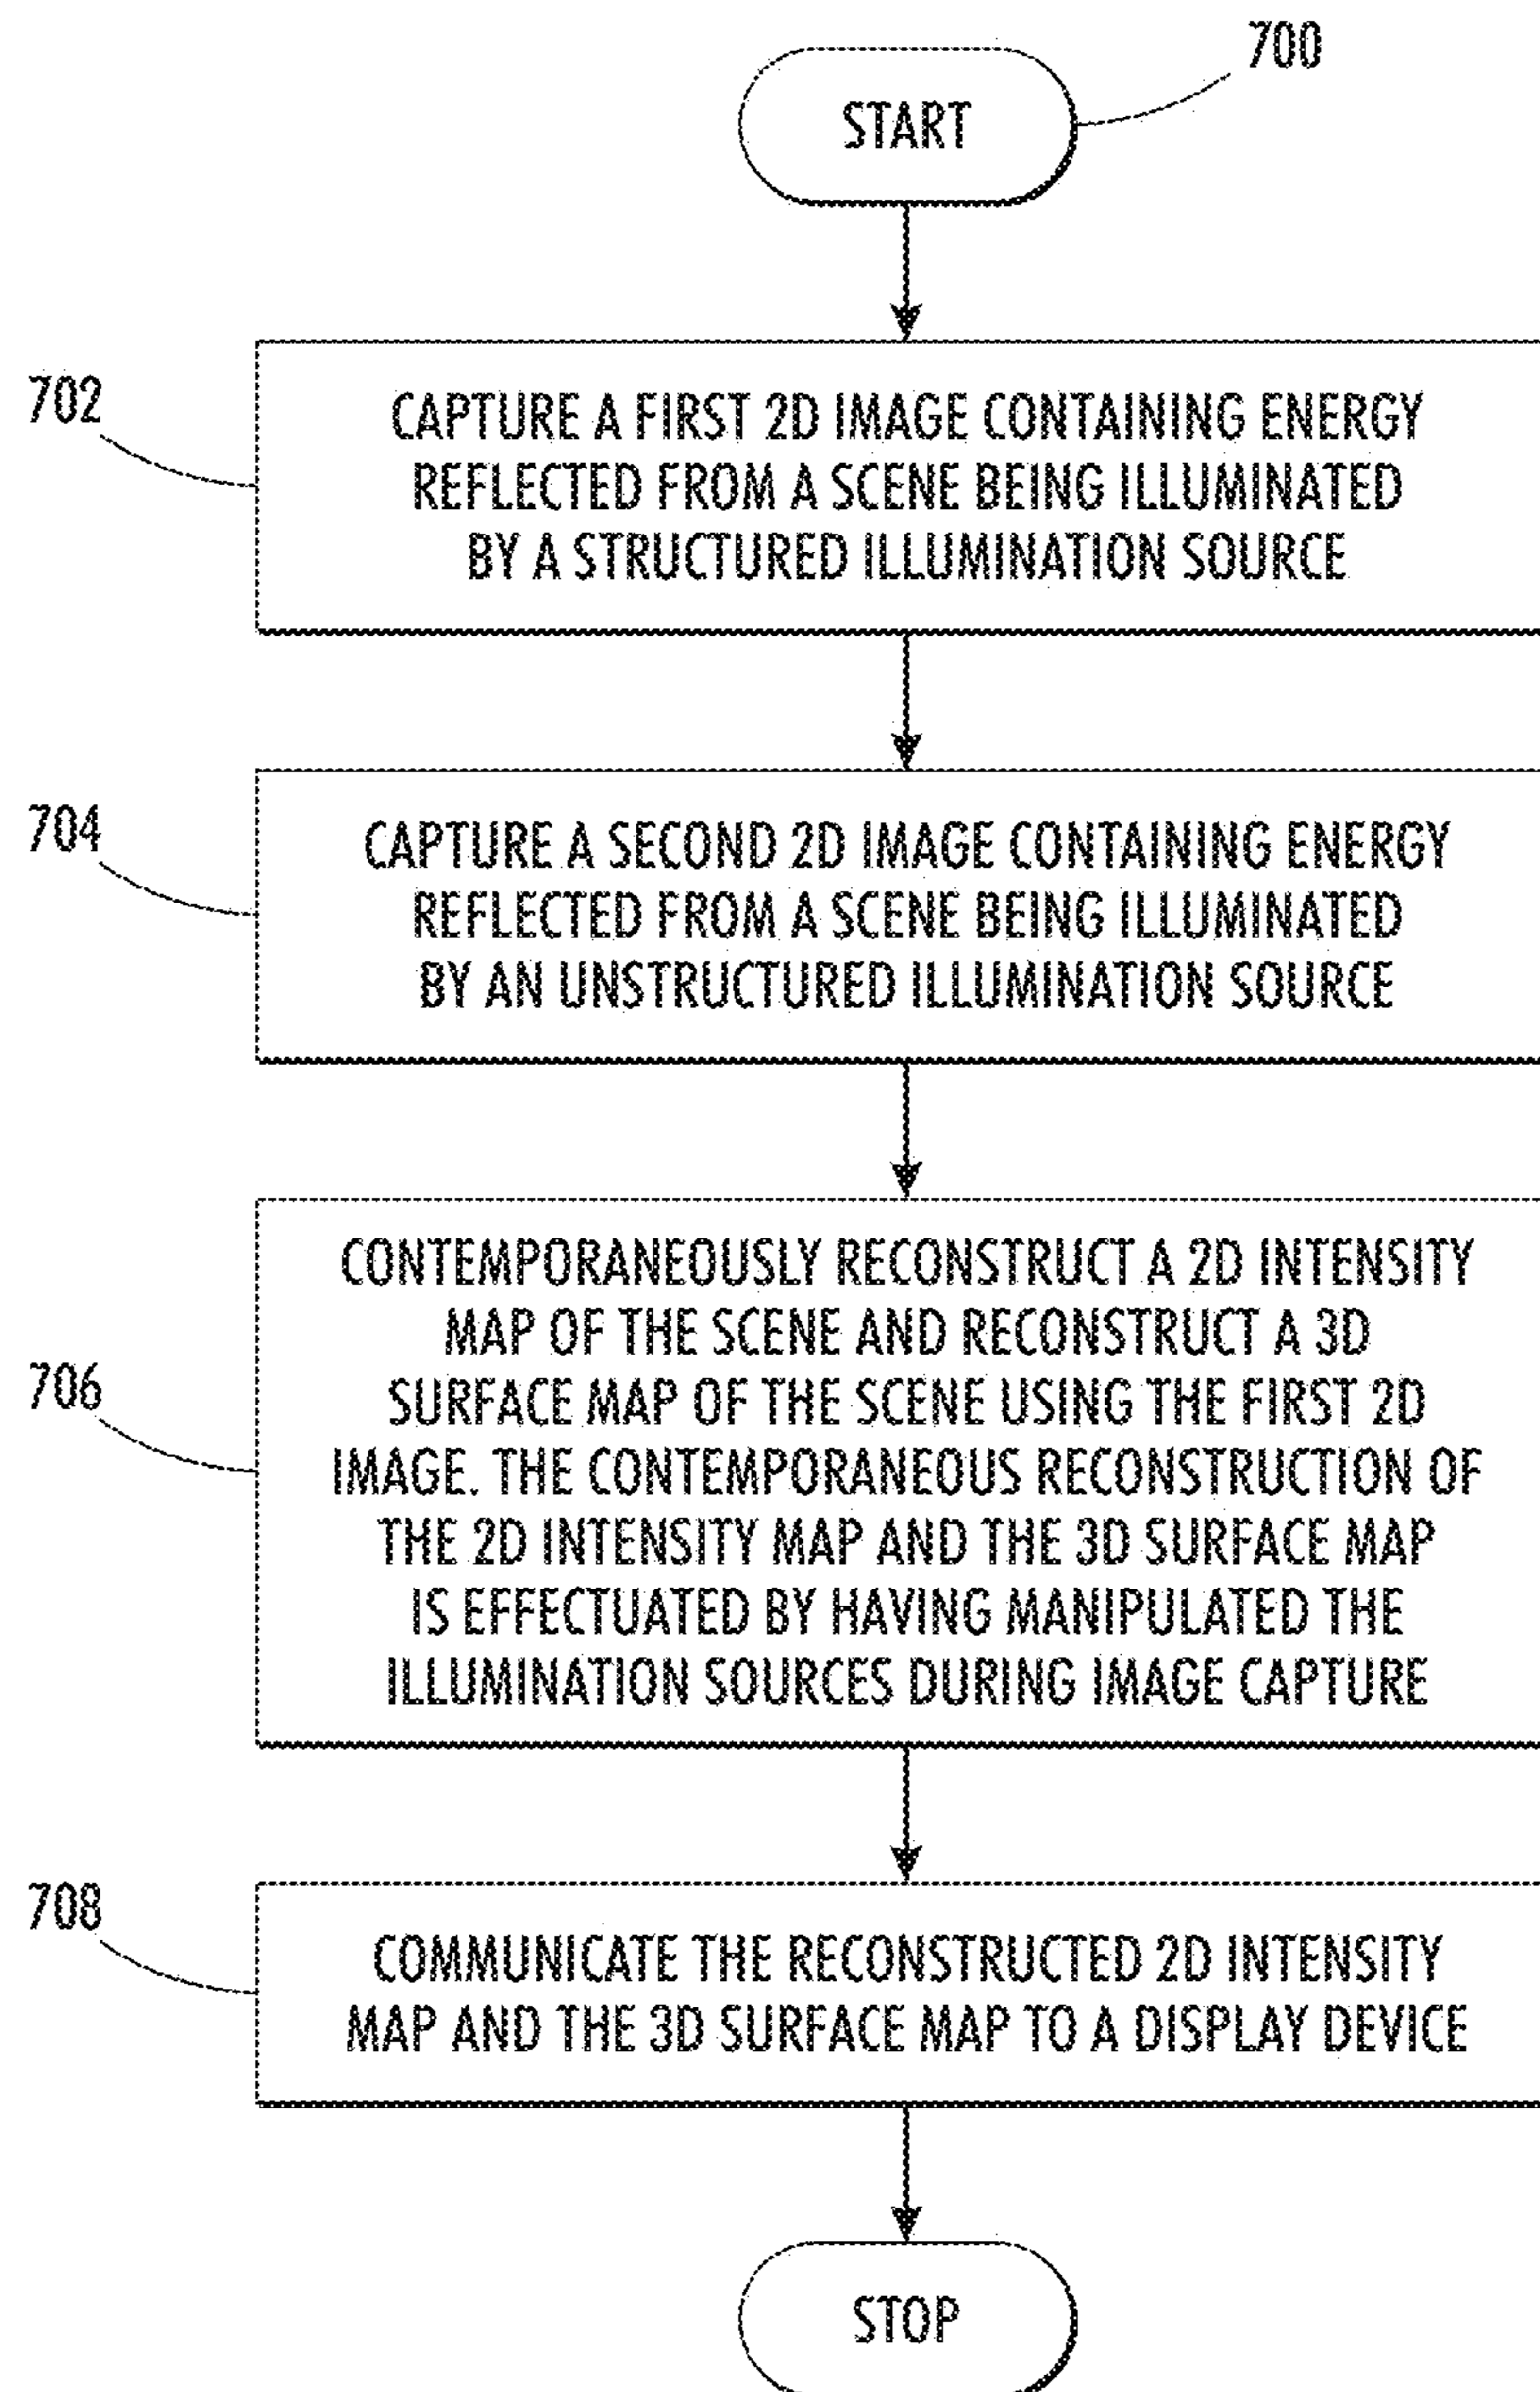 700
START
702
CAPTURE A FIRST 2D IMAGE CONTAINING ENERGY
REFLECTED FROM A SCENE BEING ILLUMINATED
BY A STRUCTURED ILLUMINATION SOURCE
704
CAPTURE A SECOND 2D IMAGE CONTAINING ENERGY
REFLECTED FROM A SCENE BEING ILLUMINATED
BY AN UNSTRUCTURED ILLUMINATION SOURCE
706
CONTEMPORANEOUSLY RECONSTRUCT A 2D INTENSITY
MAP OF THE SCENE AND RECONSTRUCT A 3D
SURFACE MAP OF THE SCENE USING THE FIRST 2D
IMAGE. THE CONTEMPORANEOUS RECONSTRUCTION OF
THE 2D INTENSITY MAP AND THE 3D SURFACE MAP
IS EFFECTUATED BY HAVING MANIPULATED THE
ILLUMINATION SOURCES DURING IMAGE CAPTURE
708
COMMUNICATE THE RECONSTRUCTED 2D INTENSITY
MAP AND THE 3D SURFACE MAP TO A DISPLAY DEVICE
STOP